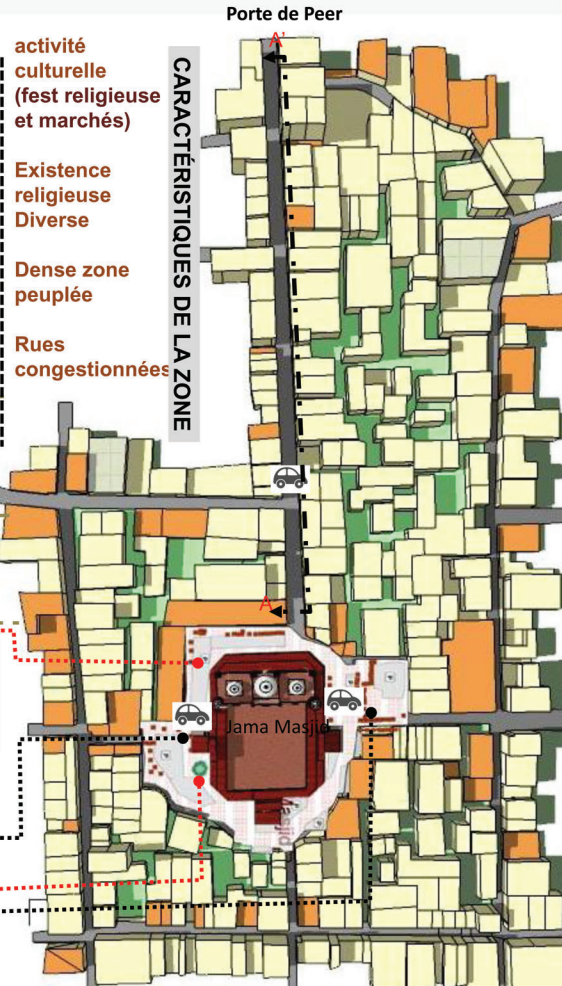 Porte de Peer
A'
activité
culturelle
(fest religieuse
et marchés)
Existence
religieuse
Diverse
Dense zone
peuplée
Rues
congestionnées
CARACTÉRISTIQUES DE LA ZONE
A
Jama Masjid
Masjid